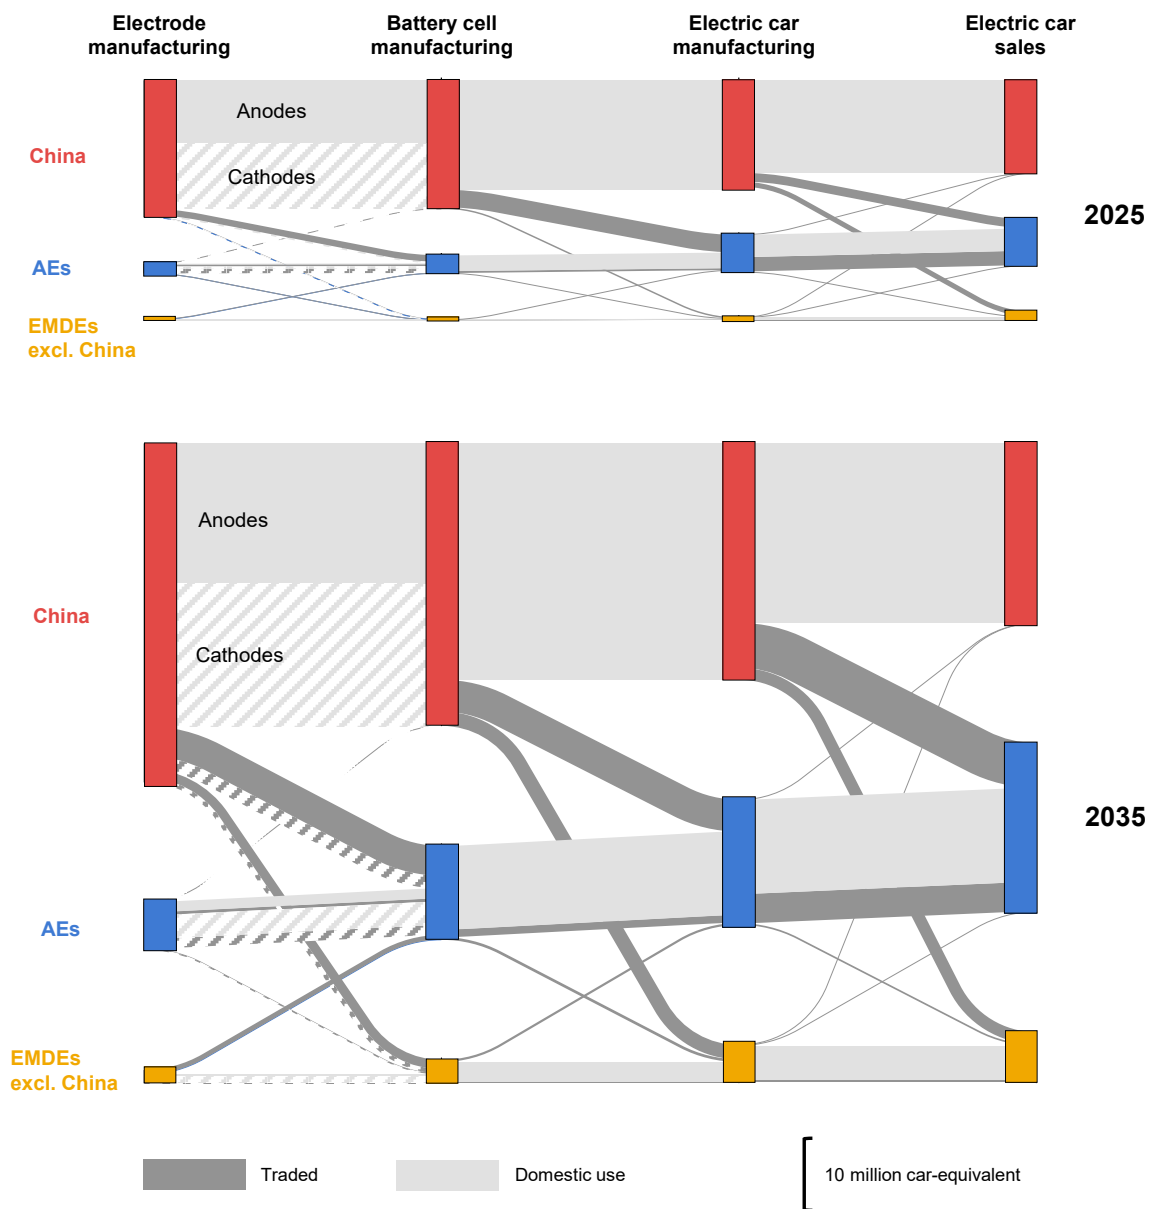 Electrode
manufacturing
Battery cell
manufacturing
Electric car
manufacturing
Electric car
sales
Anodes
China
Cathodes
2025
AEs
EMDEs
excl. China
Anodes
China
Cathodes
2035
AEs
EMDEs
excl. China
Traded
Domestic use
10 million car-equivalent